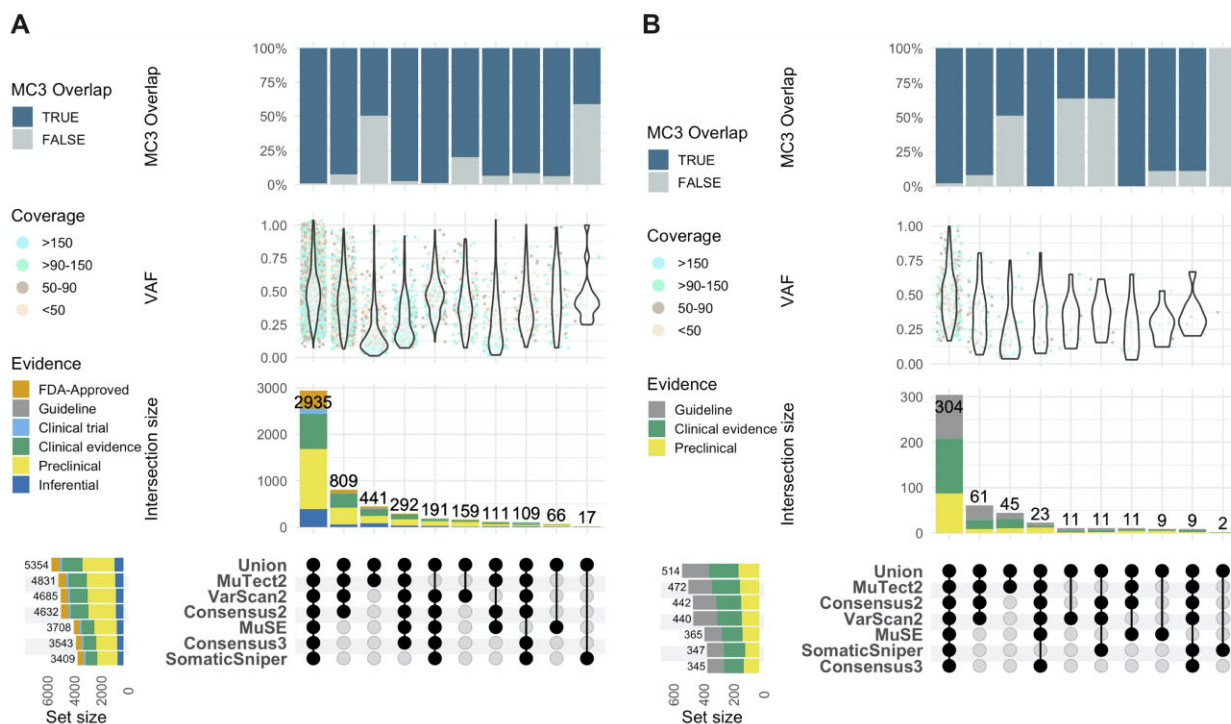 A
MC3 Overlap
TRUE
FALSE
MC3 Overlap
100%
75%
50%
25%
0%
Coverage
>150
>90-150
50-90
<50
VAF
1.00
0.75
0.50
0.25
0.00
Evidence
FDA-Approved
Guideline
Clinical trial
Clinical evidence
Preclinical
Inferential
Intersection size
3000
2000
1000
0
2935
809
441
292
191
159
111
109
66
17
5354
4831
4685
4632
3708
3543
3409
6000
4000
2000
0
Set size
Union
MuTect2
VarScan2
Consensus2
MuSE
Consensus3
SomaticSniper
B
MC3 Overlap
TRUE
FALSE
MC3 Overlap
100%
75%
50%
25%
0%
Coverage
>150
>90-150
50-90
<50
VAF
1.00
0.75
0.50
0.25
0.00
Evidence
Guideline
Clinical evidence
Preclinical
Intersection size
300
200
100
0
304
61
45
23
11
11
11
9
9
2
514
472
442
440
365
347
345
600
400
200
0
Set size
Union
MuTect2
Consensus2
VarScan2
MuSE
SomaticSniper
Consensus3